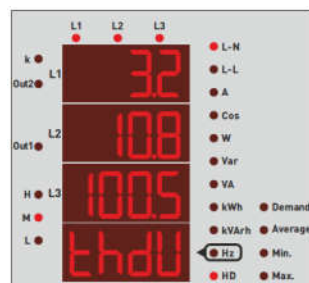 L1 L2 L3
k L1 3.2 L-N
Out2 L-L
A
L2 10.8 Cos
Out1 W
Var
H L3 100.5 VA
M kWh Demand
L thdU kVArh Average
Hz Min.
HD Max.